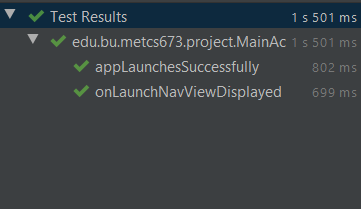 Test Results 1 s 501 ms
edu.bu.metcs673.project.MainAc 1 s 501 ms
appLaunchesSuccessfully 802 ms
onLaunchNavViewDisplayed 699 ms